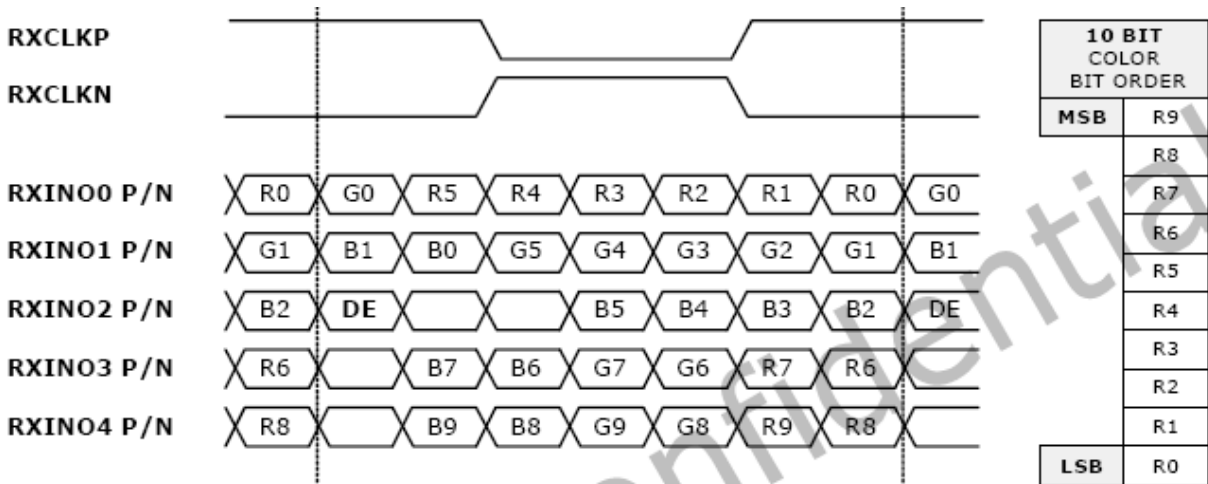 RXCLKP
RXCLKN
RXINO0 P/N R0 G0 R5 R4 R3 R2 R1 R0 G0
RXINO1 P/N G1 B1 B0 G5 G4 G3 G2 G1 B1
RXINO2 P/N B2 DE B5 B4 B3 B2 DE
RXINO3 P/N R6 B7 B6 G7 G6 R7 R6
RXINO4 P/N R8 B9 B8 G9 G8 R9 R8
10 BIT
COLOR
BIT ORDER
MSB R9
R8
R7
R6
R5
R4
R3
R2
R1
LSB R0
onfidential